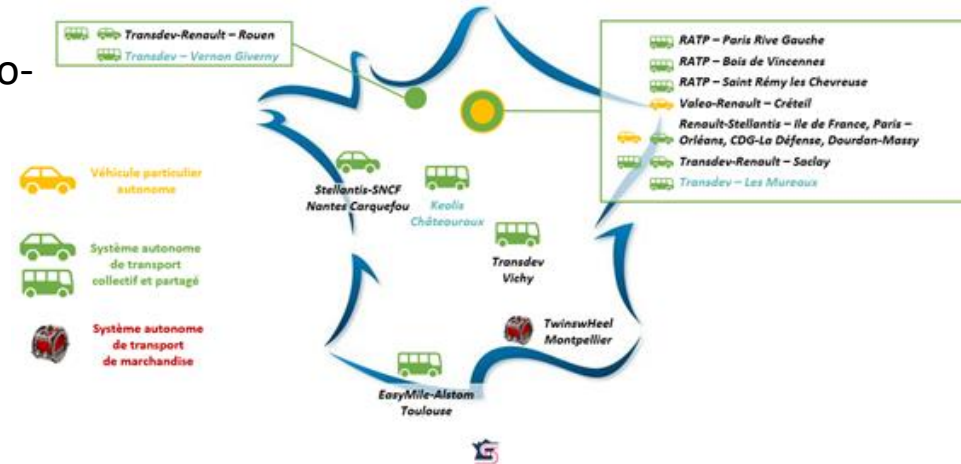 o-
Transdev-Renault – Rouen
Transdev – Vernon Giverny
RATP – Paris Rive Gauche
RATP – Bois de Vincennes
RATP – Saint Rémy les Chevreuse
Valeo-Renault – Créteil
Renault-Stellantis – Ile de France, Paris –
Orléans, CDG-La Défense, Dourdan-Massy
Transdev-Renault – Saclay
Transdev – Les Mureaux
Véhicule particulier
autonome
Système autonome
de transport
collectif et partagé
Système autonome
de transport
de marchandise
Stellantis-SNCF
Nantes Carquefou
Keolis
Châteauroux
Transdev
Vichy
TwinswHeel
Montpellier
EasyMile-Alstom
Toulouse